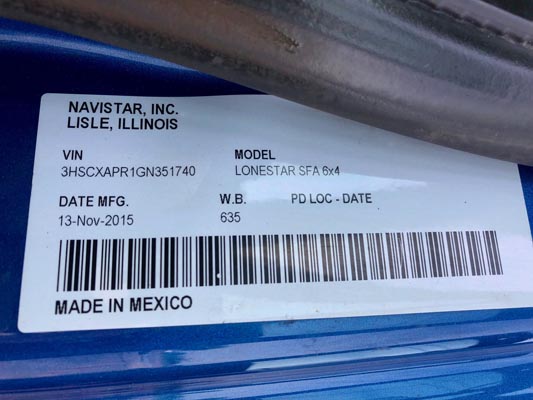 NAVISTAR, INC.
LISLE, ILLINOIS
VIN MODEL
3HSCXAPR1GN351740 LONESTAR SFA 6x4
DATE MFG. W.B. PD LOC - DATE
13-Nov-2015 635
MADE IN MEXICO